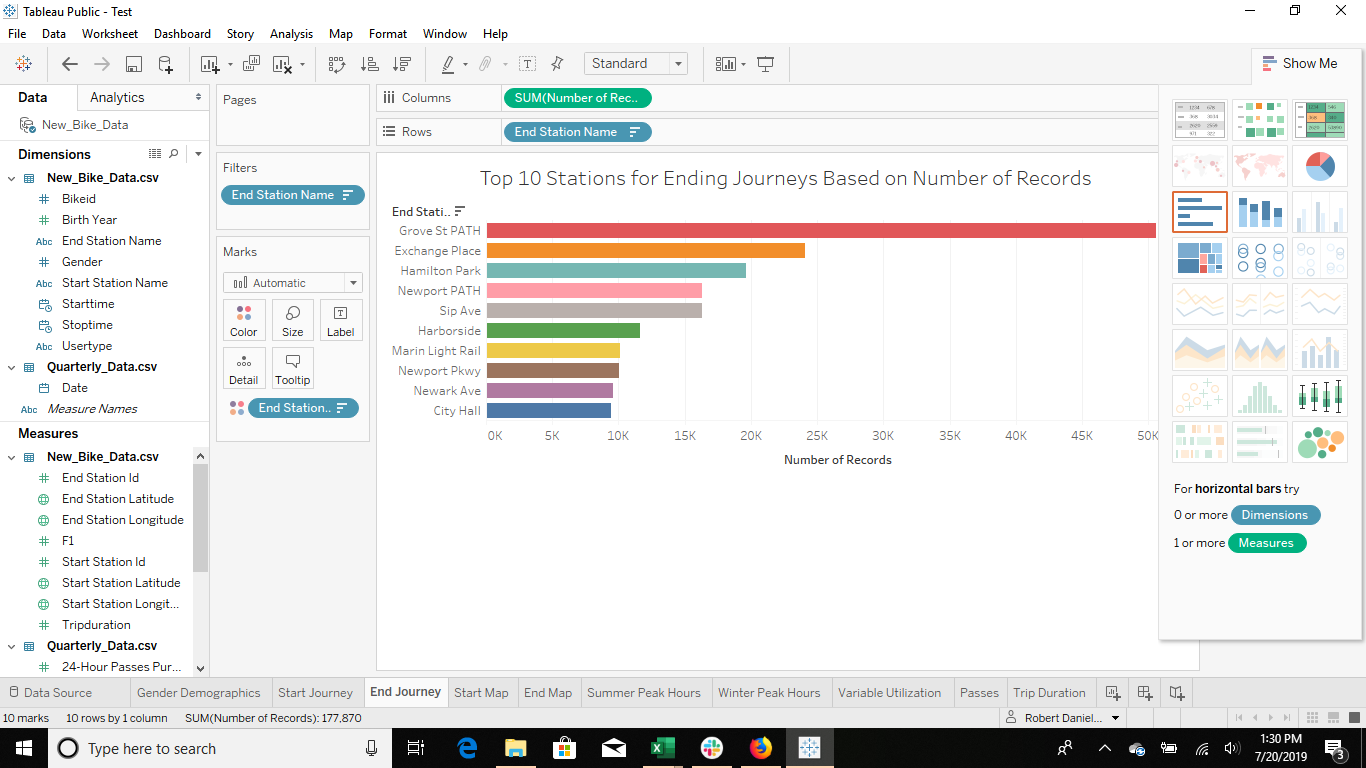 Tableau Public - Test
File Data Worksheet Dashboard Story Analysis Map Format Window Help
Standard
Show Me
Data Analytics
New_Bike_Data
Dimensions
New_Bike_Data.csv
Bikeid
Birth Year
Abc End Station Name
Gender
Abc Start Station Name
Starttime
Stoptime
Abc Usertype
Quarterly_Data.csv
Date
Abc Measure Names
Measures
New_Bike_Data.csv
End Station Id
End Station Latitude
End Station Longitude
F1
Start Station Id
Start Station Latitude
Start Station Longit...
Tripduration
Quarterly_Data.csv
24-Hour Passes Pur...
Pages
Filters
End Station Name
Marks
Automatic
Color Size Label
Detail Tooltip
End Station..
Columns SUM(Number of Rec..
Rows End Station Name
Top 10 Stations for Ending Journeys Based on Number of Records
End Stati..
Grove St PATH
Exchange Place
Hamilton Park
Newport PATH
Sip Ave
Harborside
Marin Light Rail
Newport Pkwy
Newark Ave
City Hall
0K 5K 10K 15K 20K 25K 30K 35K 40K 45K 50K
Number of Records
For horizontal bars try
0 or more Dimensions
1 or more Measures
Data Source Gender Demographics Start Journey End Journey Start Map End Map Summer Peak Hours Winter Peak Hours Variable Utilization Passes Trip Duration
10 marks 10 rows by 1 column SUM(Number of Records): 177,870 Robert Daniel...
Type here to search
1:30 PM
7/20/2019
3